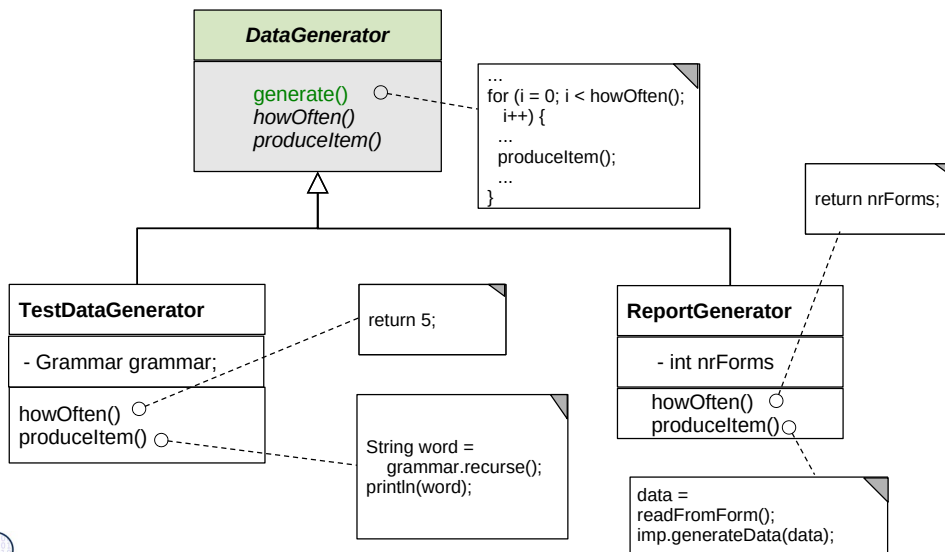 DataGenerator
generate()
howOften()
produceItem()
...
for (i = 0; i < howOften();
i++) {
...
produceItem();
...
}
return nrForms;
TestDataGenerator
- Grammar grammar;
howOften()
produceItem()
return 5;
String word =
grammar.recurse();
println(word);
ReportGenerator
- int nrForms
howOften()
produceItem()
data =
readFromForm();
imp.generateData(data);